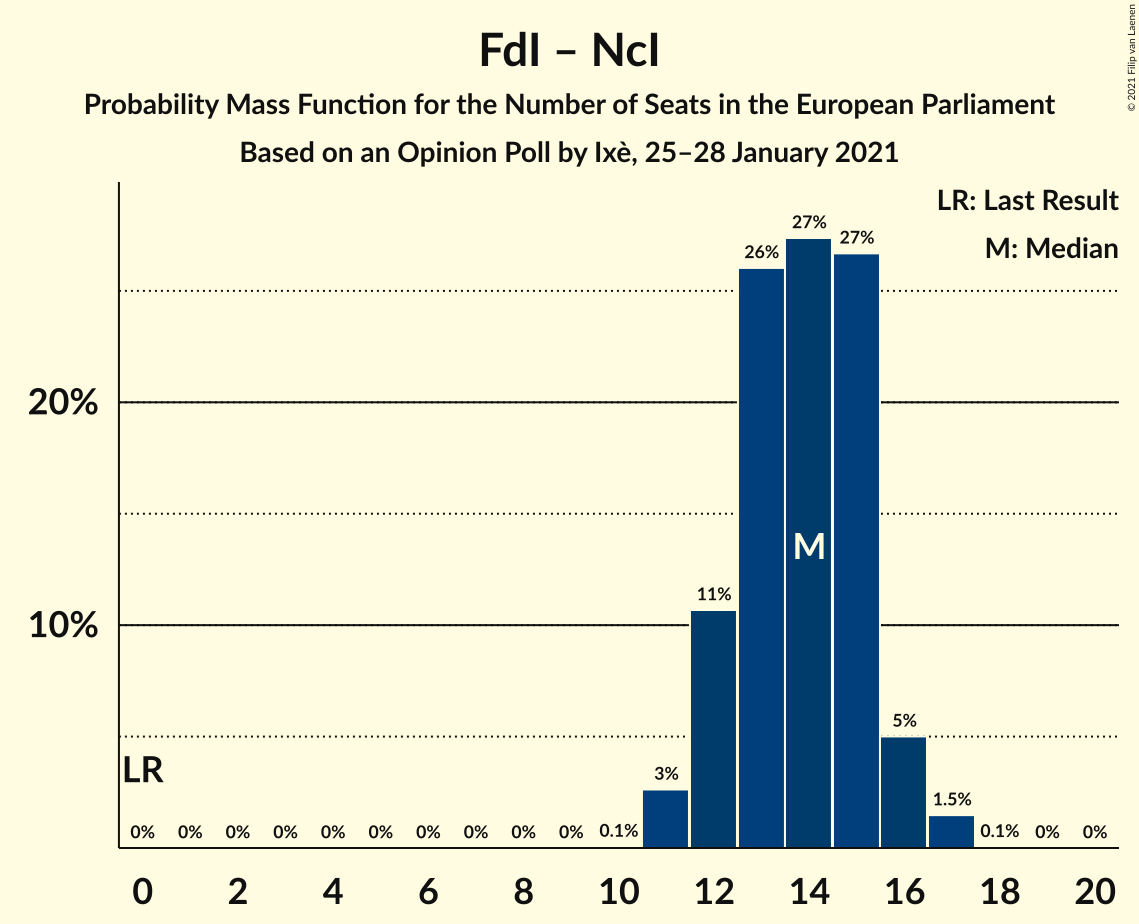 FdI – NcI
Probability Mass Function for the Number of Seats in the European Parliament
Based on an Opinion Poll by Ixè, 25–28 January 2021
© 2021 Filip van Laenen
LR: Last Result
M: Median
20%
10%
0% 0% 0% 0% 0% 0% 0% 0% 0% 0% 0.1% 3% 11% 26% 27% 27% 5% 1.5% 0.1% 0% 0%
LR
M
0 2 4 6 8 10 12 14 16 18 20